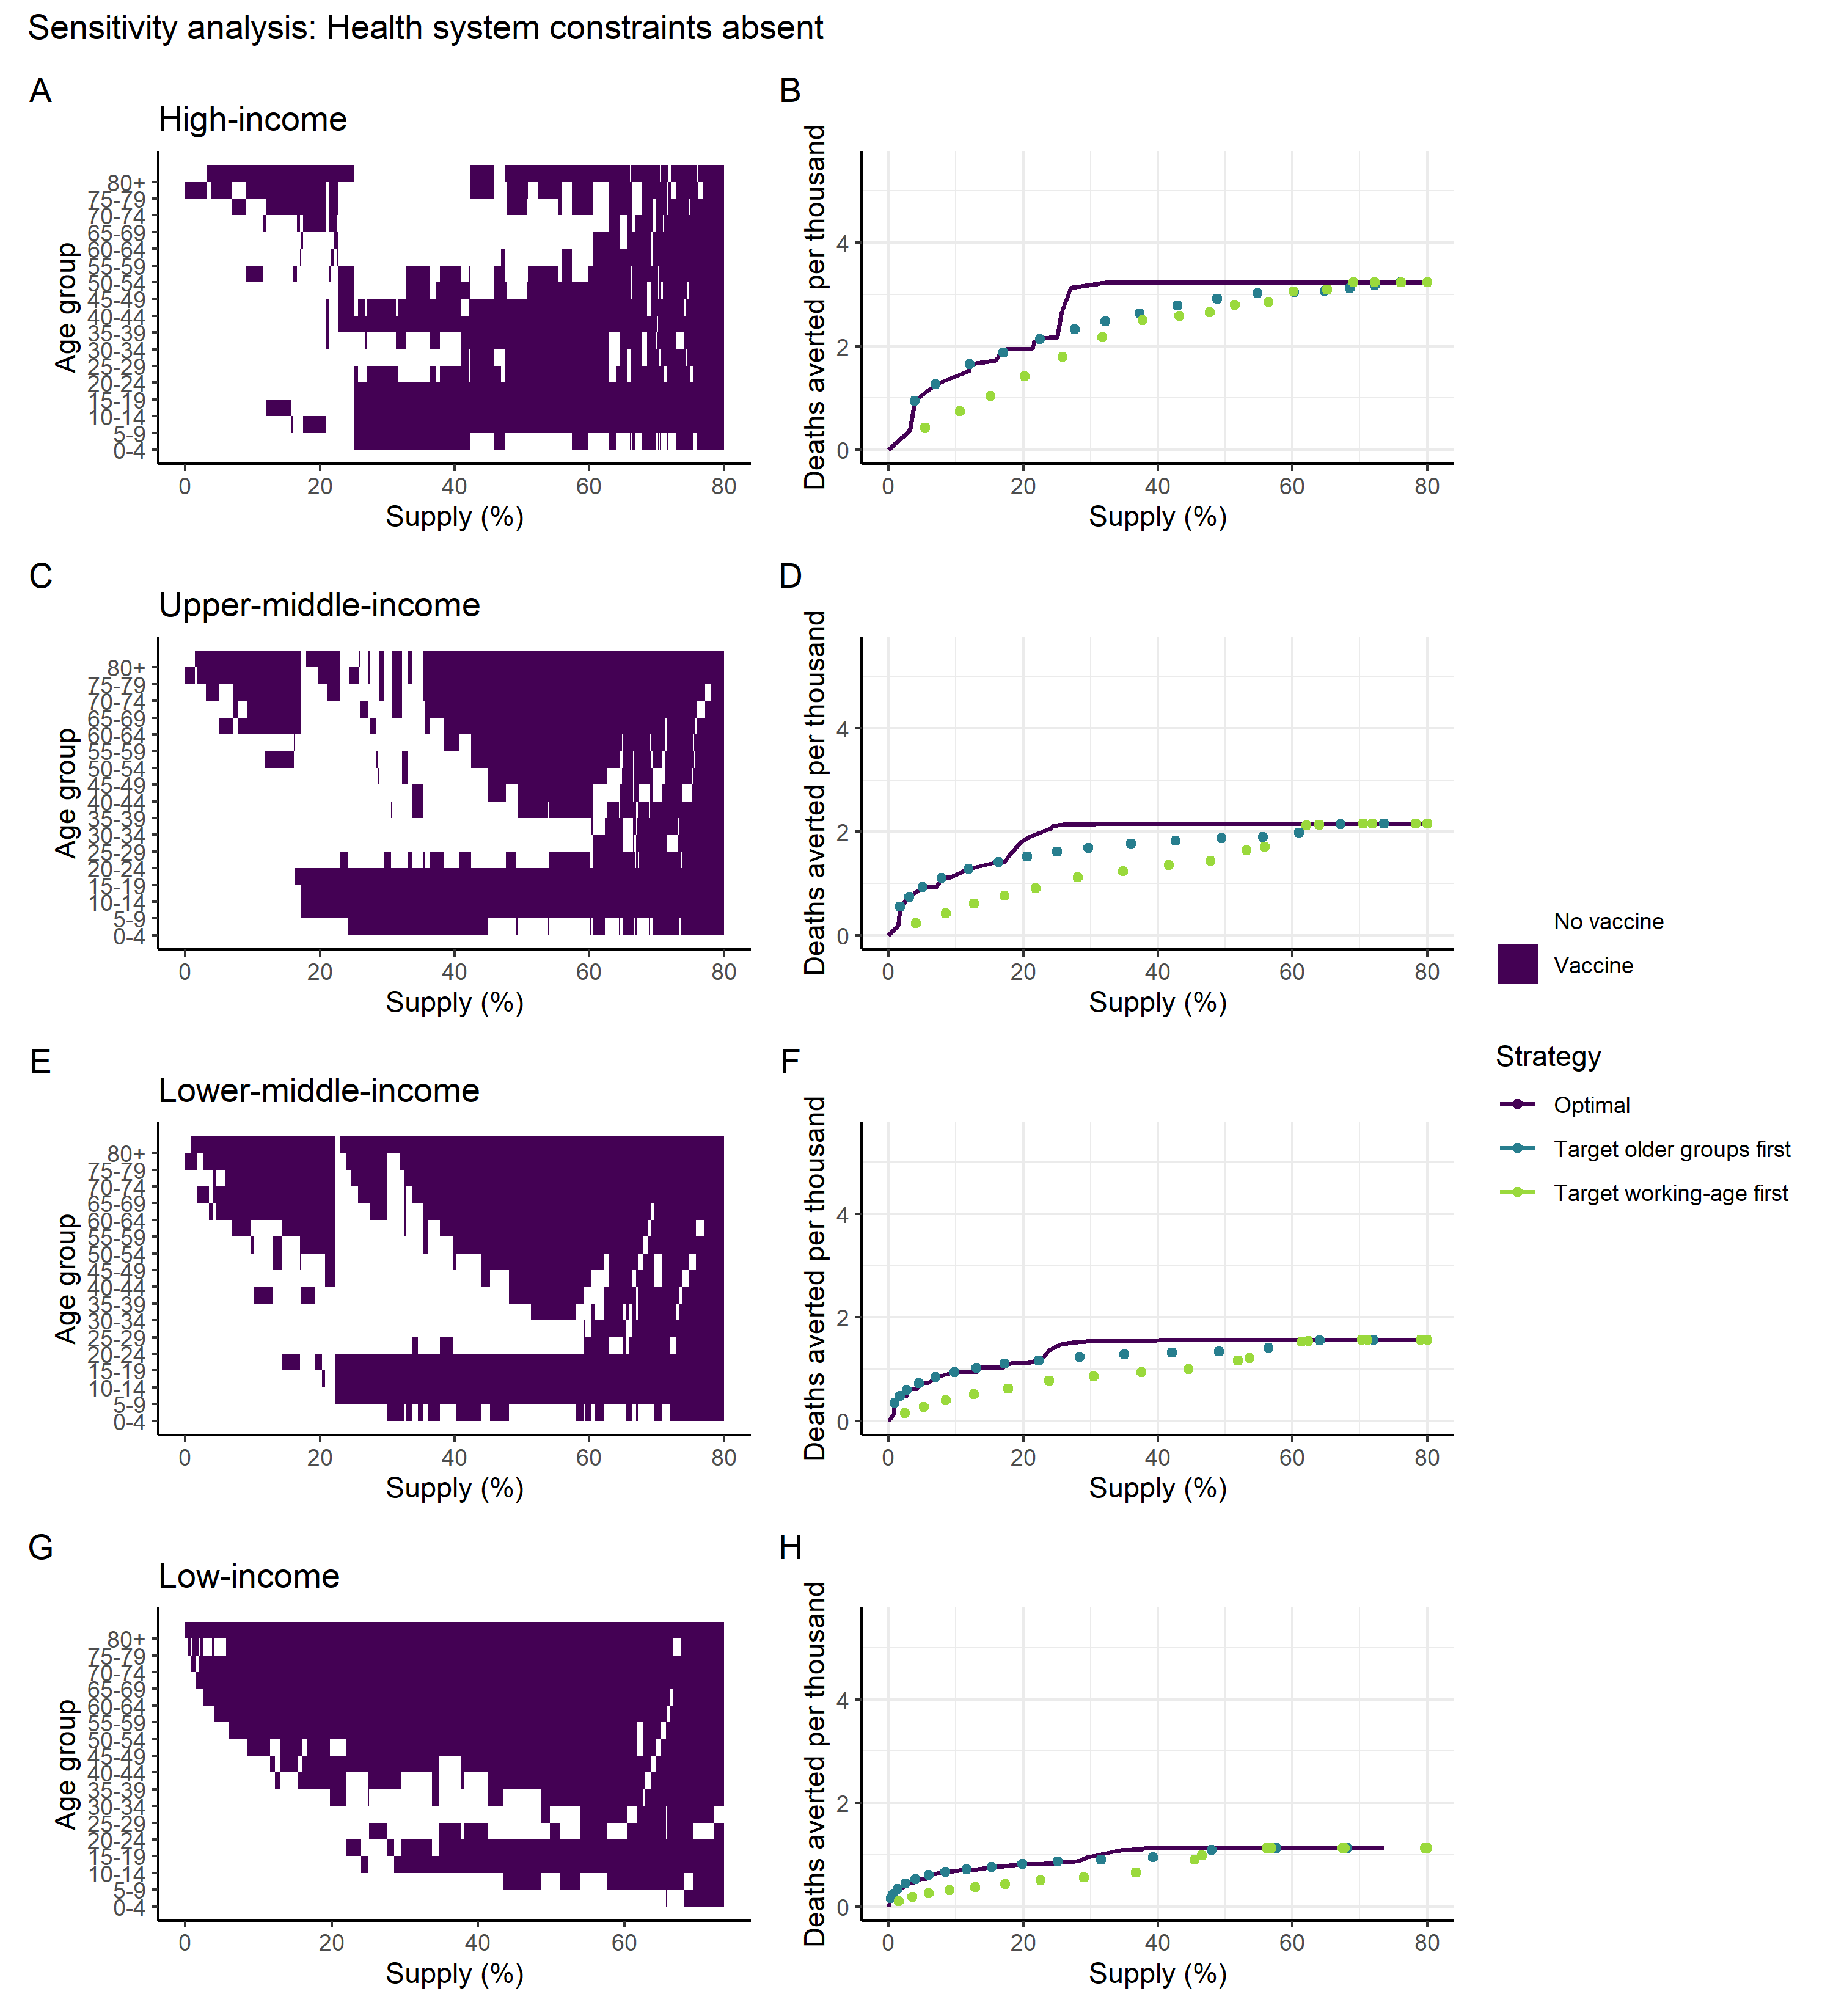 Sensitivity analysis: Health system constraints absent
A
High-income
Age group
80+
75-79
70-74
65-69
60-64
55-59
50-54
45-49
40-44
35-39
30-34
25-29
20-24
15-19
10-14
5-9
0-4
0 20 40 60 80
Supply (%)
B
Deaths averted per thousand
4
2
0
0 20 40 60 80
Supply (%)
C
Upper-middle-income
Age group
80+
75-79
70-74
65-69
60-64
55-59
50-54
45-49
40-44
35-39
30-34
25-29
20-24
15-19
10-14
5-9
0-4
0 20 40 60 80
Supply (%)
D
Deaths averted per thousand
4
2
0
0 20 40 60 80
Supply (%)
E
Lower-middle-income
Age group
80+
75-79
70-74
65-69
60-64
55-59
50-54
45-49
40-44
35-39
30-34
25-29
20-24
15-19
10-14
5-9
0-4
0 20 40 60 80
Supply (%)
F
Deaths averted per thousand
4
2
0
0 20 40 60 80
Supply (%)
G
Low-income
Age group
80+
75-79
70-74
65-69
60-64
55-59
50-54
45-49
40-44
35-39
30-34
25-29
20-24
15-19
10-14
5-9
0-4
0 20 40 60
Supply (%)
H
Deaths averted per thousand
4
2
0
0 20 40 60 80
Supply (%)
No vaccine
Vaccine
Strategy
Optimal
Target older groups first
Target working-age first